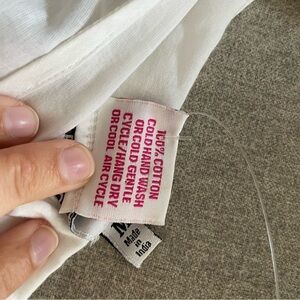 100% COTTON
COLD HAND WASH
OR COLD GENTLE
CYCLE/HANG DRY
OR COOL AIR CYCLE
M
Made
in
India